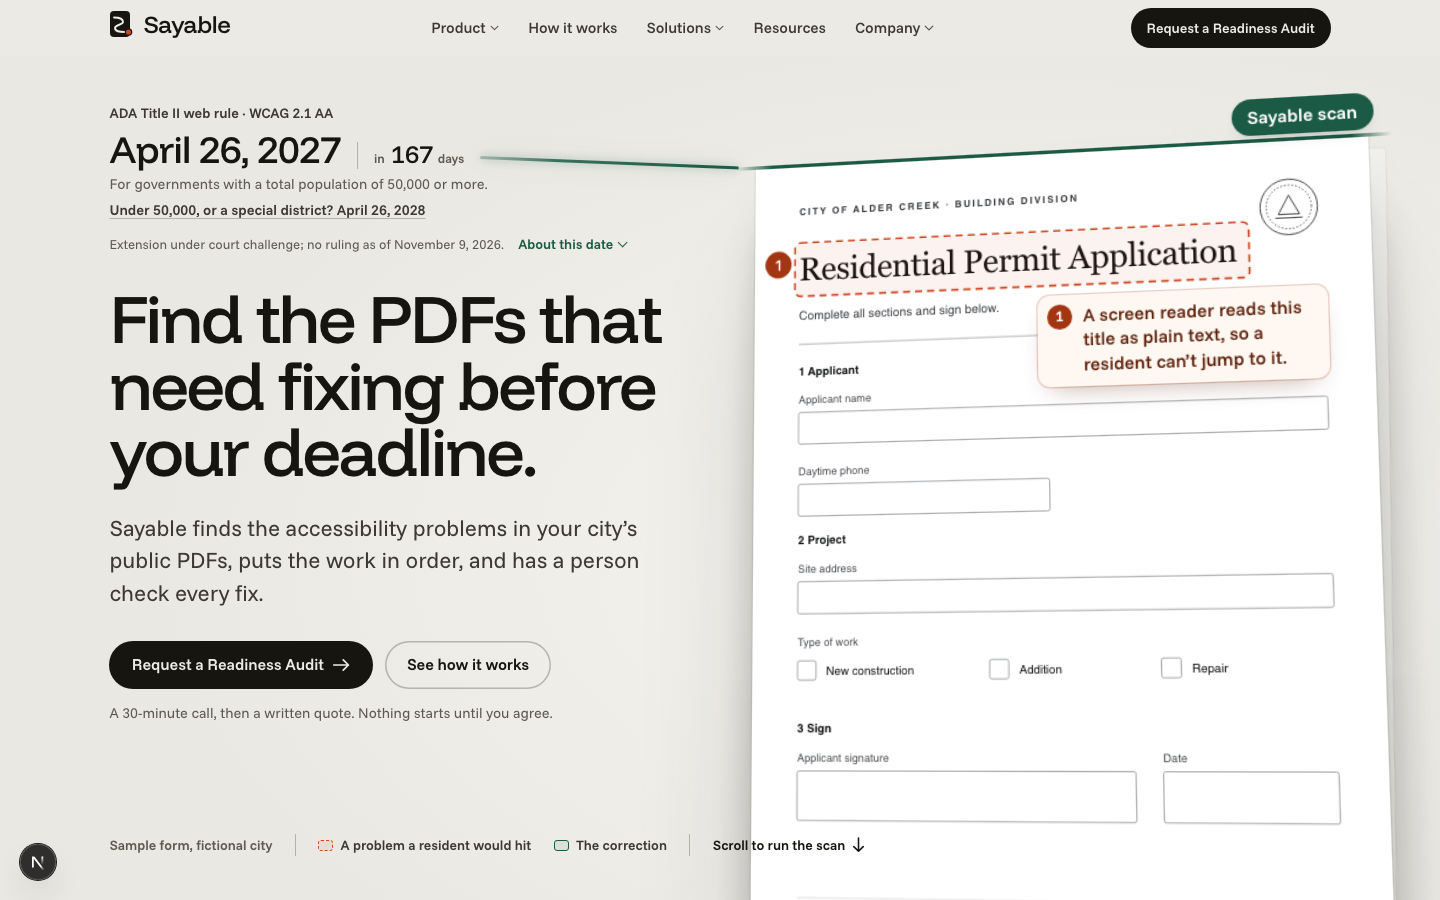 Sayable
Product
How it works
Solutions
Resources
Company
Request a Readiness Audit
ADA Title II web rule · WCAG 2.1 AA
April 26, 2027
in 167 days
For governments with a total population of 50,000 or more.
Under 50,000, or a special district? April 26, 2028
Extension under court challenge; no ruling as of November 9, 2026. About this date
Find the PDFs that
need fixing before
your deadline.
Sayable finds the accessibility problems in your city’s
public PDFs, puts the work in order, and has a person
check every fix.
Request a Readiness Audit →
See how it works
A 30-minute call, then a written quote. Nothing starts until you agree.
Sayable scan
CITY OF ALDER CREEK · BUILDING DIVISION
1
Residential Permit Application
Complete all sections and sign below.
1 A screen reader reads this
title as plain text, so a
resident can’t jump to it.
1 Applicant
Applicant name
Daytime phone
2 Project
Site address
Type of work
New construction
Addition
Repair
3 Sign
Applicant signature
Date
Sample form, fictional city
A problem a resident would hit
The correction
Scroll to run the scan ↓
N